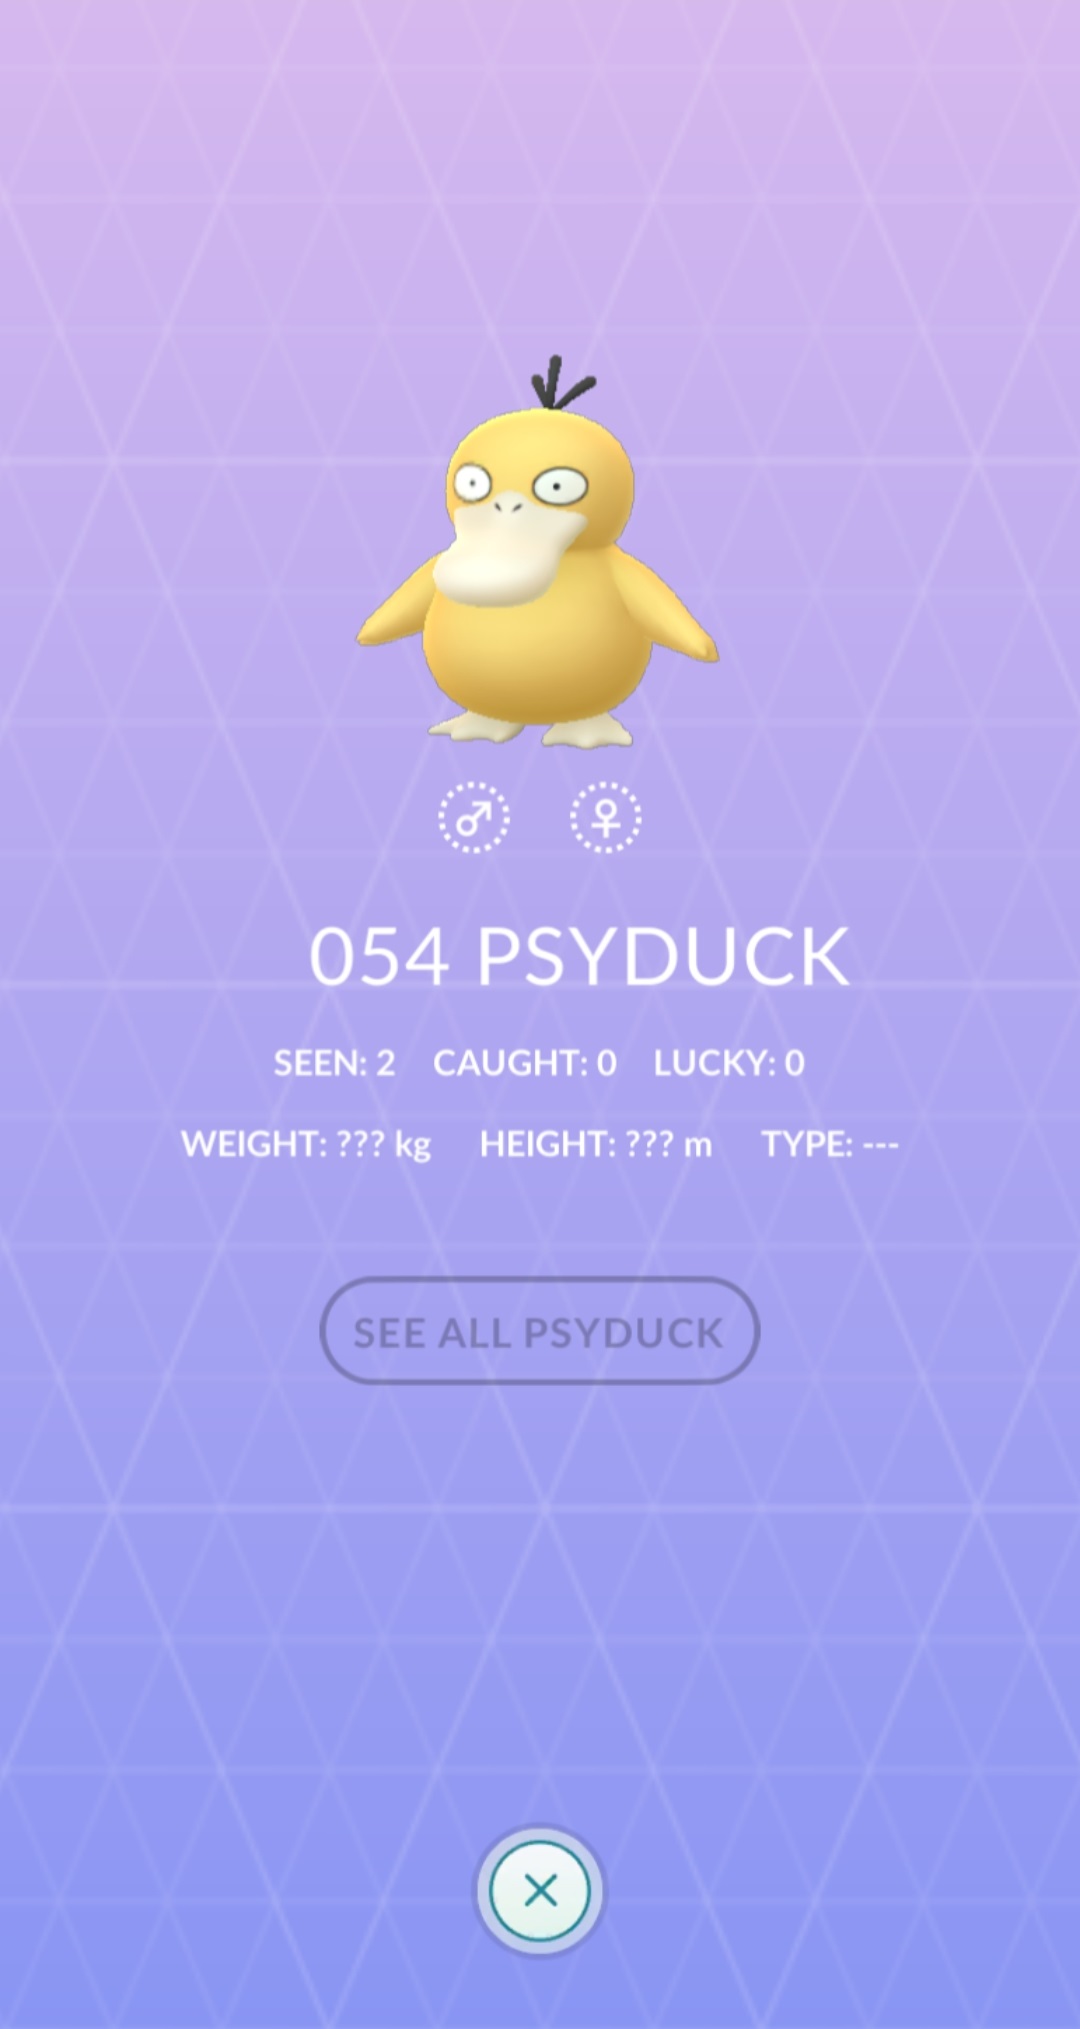 054 PSYDUCK
SEEN: 2 CAUGHT: 0 LUCKY: 0
WEIGHT: ??? kg HEIGHT: ??? m TYPE: ---
SEE ALL PSYDUCK